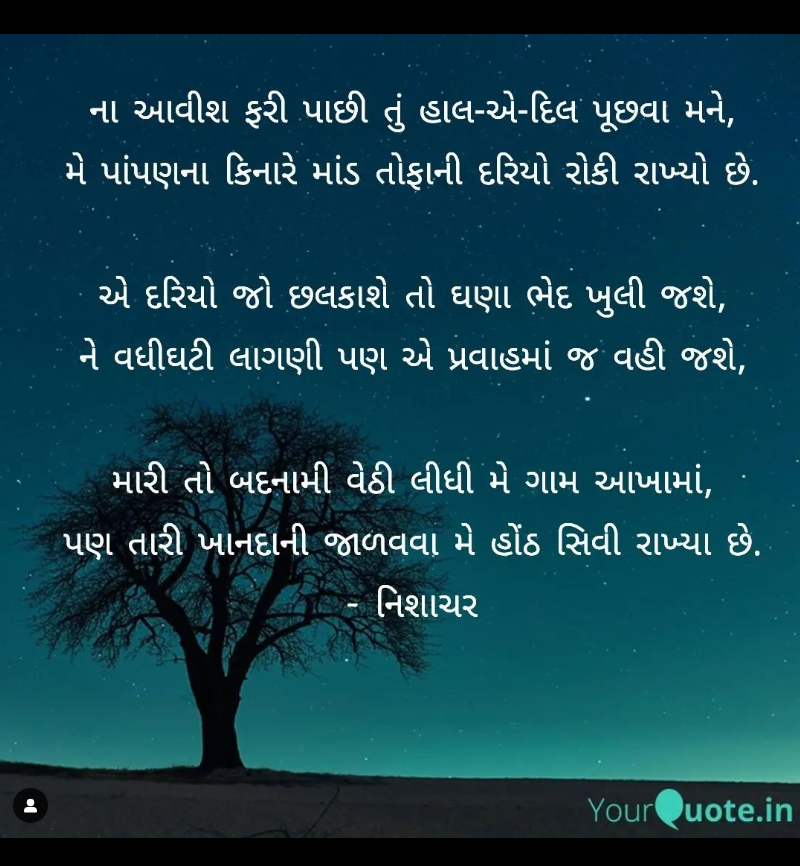 ના આવીશ ફરી પાછી તું હાલ-એ-દિલ પૂછવા મને,
મે પાંપણના કિનારે માંડ તોફાની દરિયો રોકી રાખ્યો છે.
એ દરિયો જો છલકાશે તો ઘણા ભેદ ખુલી જશે,
ને વધીઘટી લાગણી પણ એ પ્રવાહમાં જ વહી જશે,
મારી તો બદનામી વેઠી લીધી મે ગામ આખામાં,
પણ તારી ખાનદાની જાળવવા મે હોંઠ સિવી રાખ્યા છે.
- નિશાચર
YourQuote.in